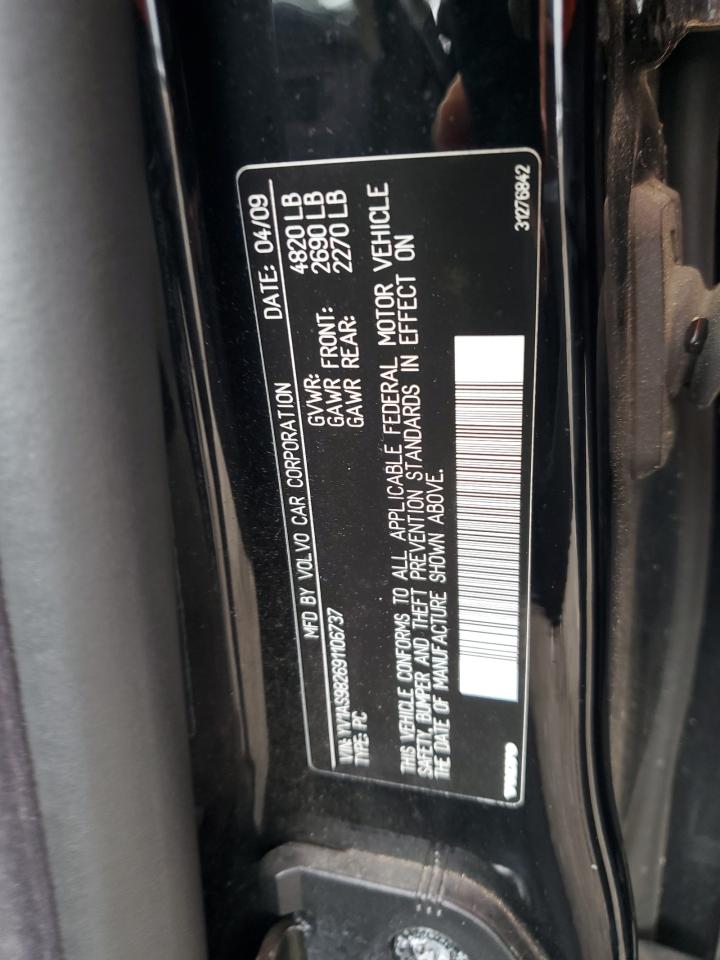 MFD BY VOLVO CAR CORPORATION DATE: 04/09
VIN: YV1AS982691106737 GVWR: 4820 LB
TYPE: PC GAWR FRONT: 2690 LB
GAWR REAR: 2270 LB
THIS VEHICLE CONFORMS TO ALL APPLICABLE FEDERAL MOTOR VEHICLE
SAFETY, BUMPER AND THEFT PREVENTION STANDARDS IN EFFECT ON
THE DATE OF MANUFACTURE SHOWN ABOVE.
VOLVO 31276842